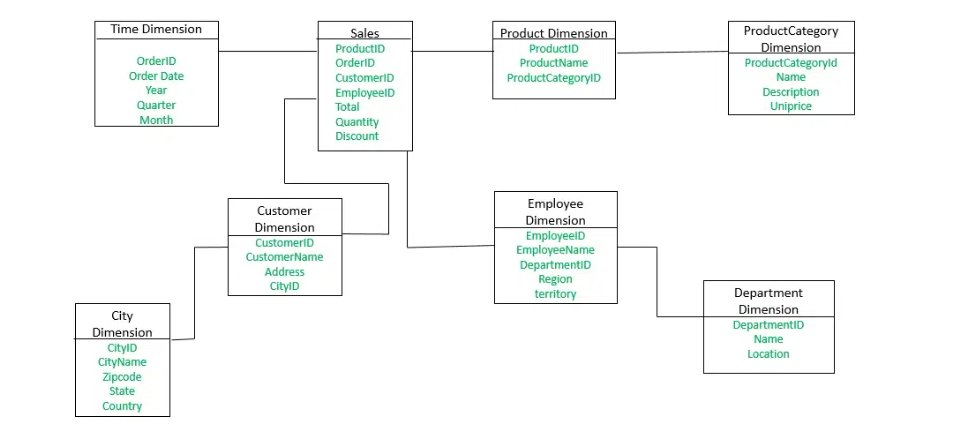 Time Dimension
OrderID
Order Date
Year
Quarter
Month
Sales
ProductID
OrderID
CustomerID
EmployeeID
Total
Quantity
Discount
Product Dimension
ProductID
ProductName
ProductCategoryID
ProductCategory
Dimension
ProductCategoryId
Name
Description
Uniprice
Customer
Dimension
CustomerID
CustomerName
Address
CityID
Employee
Dimension
EmployeeID
EmployeeName
DepartmentID
Region
territory
City
Dimension
CityID
CityName
Zipcode
State
Country
Department
Dimension
DepartmentID
Name
Location